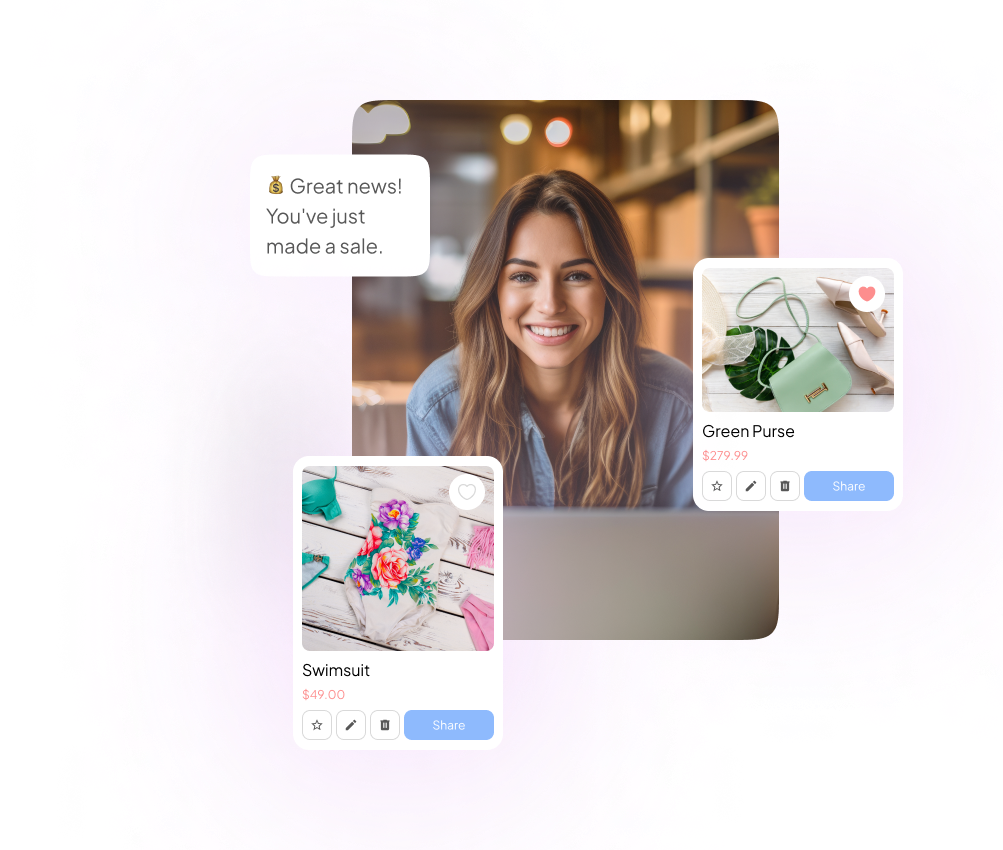 💰 Great news!
You've just
made a sale.
Green Purse
$279.99
Share
Swimsuit
$49.00
Share